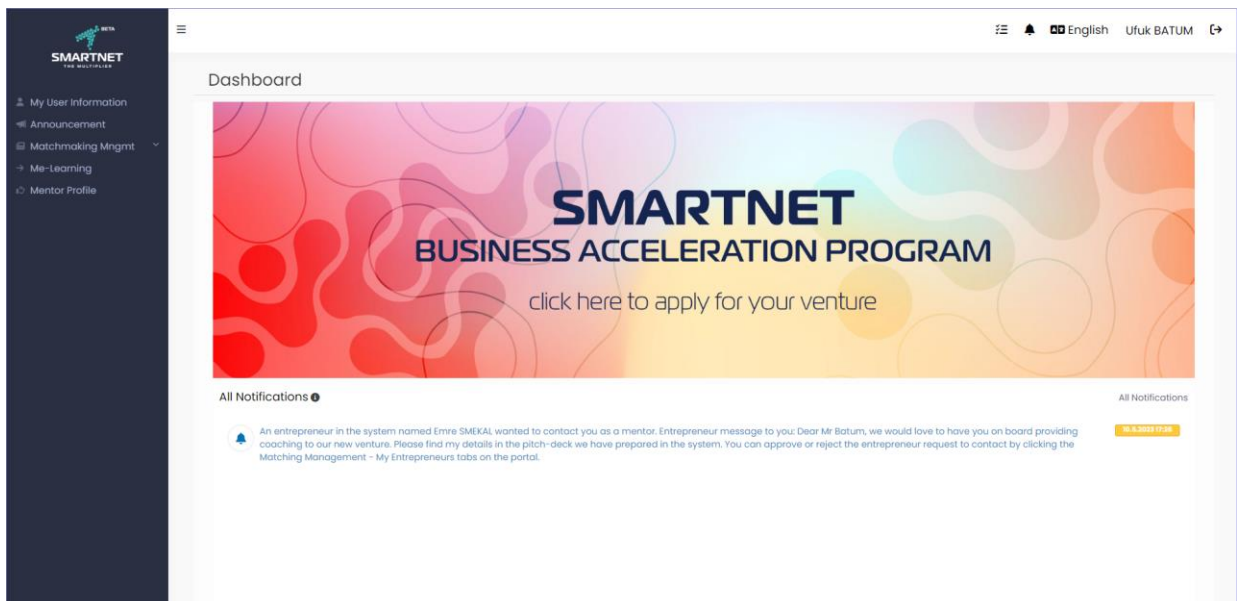 BETA
SMARTNET
THE MULTIPLIER
English
Ufuk BATUM
My User Information
Announcement
Matchmaking Mngmt
Me-Learning
Mentor Profile
Dashboard
SMARTNET
BUSINESS ACCELERATION PROGRAM
click here to apply for your venture
All Notifications
All Notifications
An entrepreneur in the system named Emre SMEKAL wanted to contact you as a mentor. Entrepreneur message to you: Dear Mr Batum, we would love to have you on board providing
coaching to our new venture. Please find my details in the pitch-deck we have prepared in the system. You can approve or reject the entrepreneur request to contact by clicking the
Matching Management - My Entrepreneurs tabs on the portal.